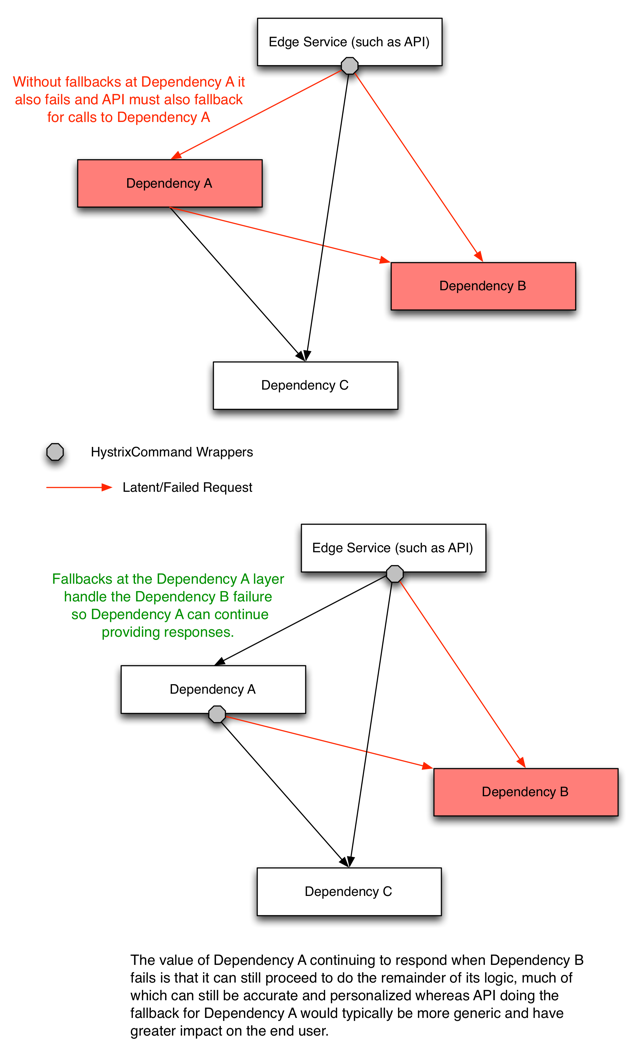 Edge Service (such as API)
Without fallbacks at Dependency A it
also fails and API must also fallback
for calls to Dependency A
Dependency A
Dependency B
Dependency C
HystrixCommand Wrappers
Latent/Failed Request
Edge Service (such as API)
Fallbacks at the Dependency A layer
handle the Dependency B failure
so Dependency A can continue
providing responses.
Dependency A
Dependency B
Dependency C
The value of Dependency A continuing to respond when Dependency B
fails is that it can still proceed to do the remainder of its logic, much of
which can still be accurate and personalized whereas API doing the
fallback for Dependency A would typically be more generic and have
greater impact on the end user.